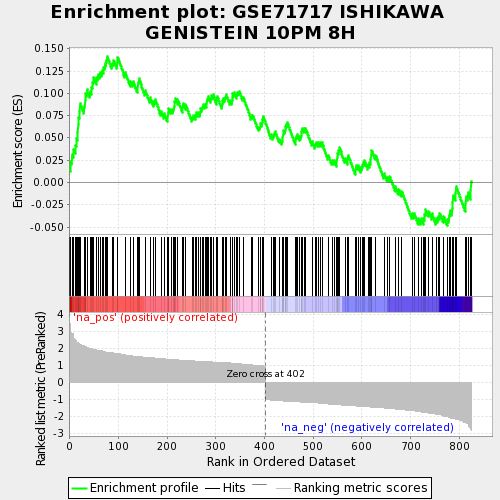 Enrichment plot: GSE71717 ISHIKAWA
GENISTEIN 10PM 8H
Enrichment score (ES)
0.150
0.125
0.100
0.075
0.050
0.025
0.000
-0.025
-0.050
'na_pos' (positively correlated)
Ranked list metric (PreRanked)
4
3
2
1
0
-1
-2
-3
Zero cross at 402
'na_neg' (negatively correlated)
0
100
200
300
400
500
600
700
800
Rank in Ordered Dataset
Enrichment profile
Hits
Ranking metric scores